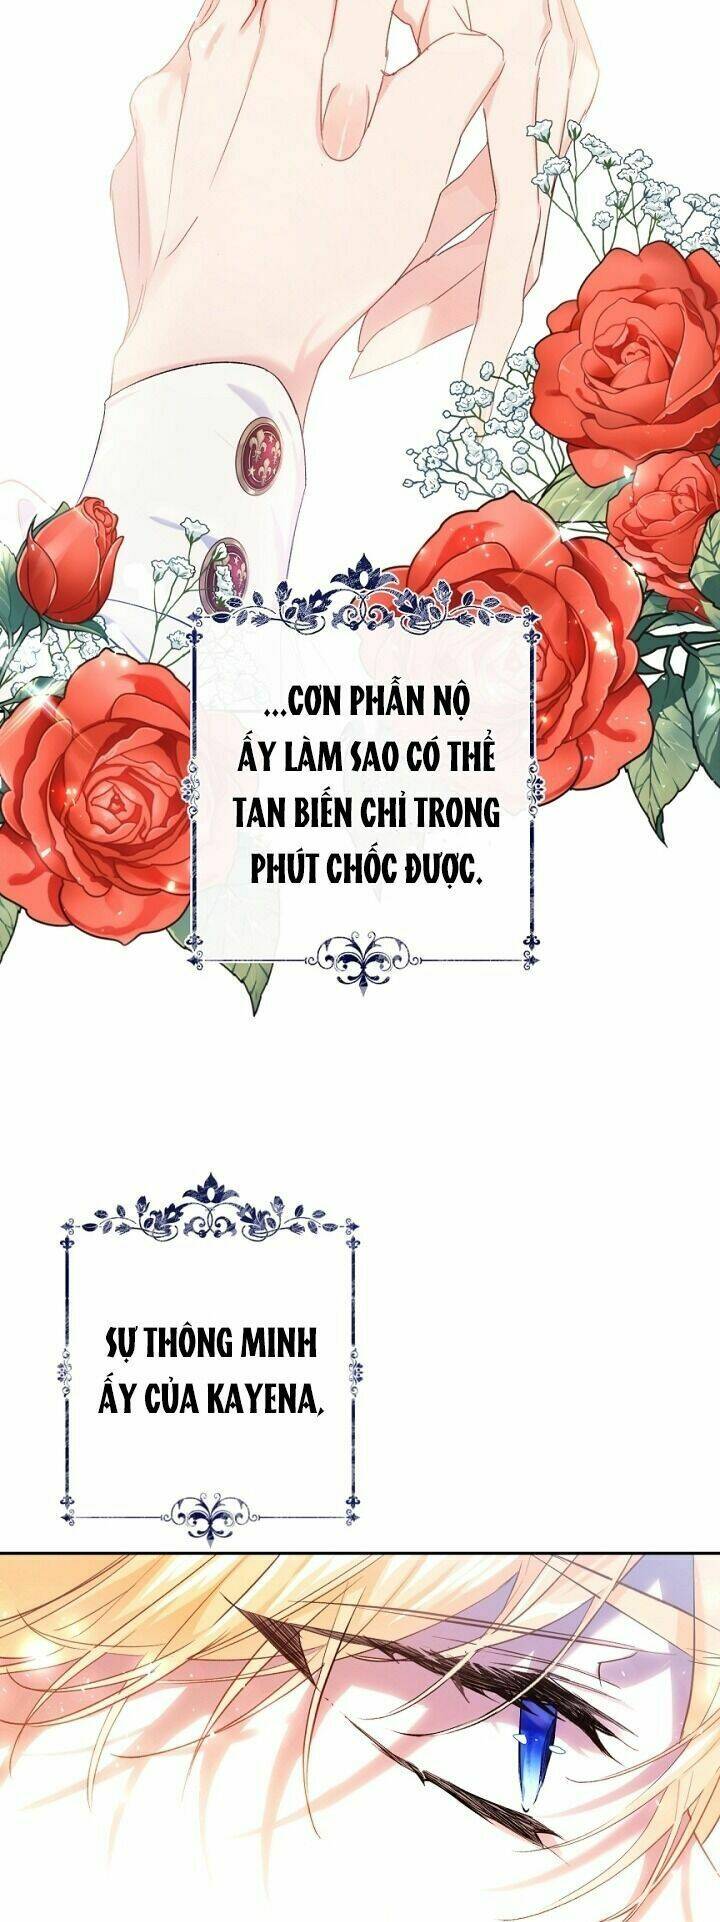 ...CƠN PHẪN NỘ
ẤY LÀM SAO CÓ THỂ
TAN BIẾN CHỈ TRONG
PHÚT CHỐC ĐƯỢC.
SỰ THÔNG MINH
ẤY CỦA KAYENA,